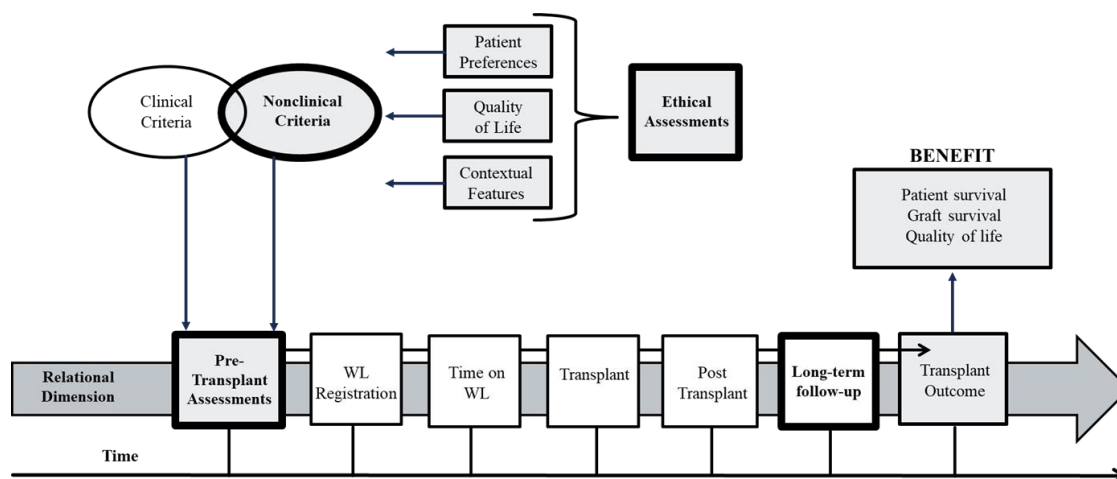 Patient
Preferences
Clinical
Criteria
Nonclinical
Criteria
Quality
of Life
Ethical
Assessments
Contextual
Features
BENEFIT
Patient survival
Graft survival
Quality of life
Relational
Dimension
Pre-
Transplant
Assessments
WL
Registration
Time on
WL
Transplant
Post
Transplant
Long-term
follow-up
Transplant
Outcome
Time